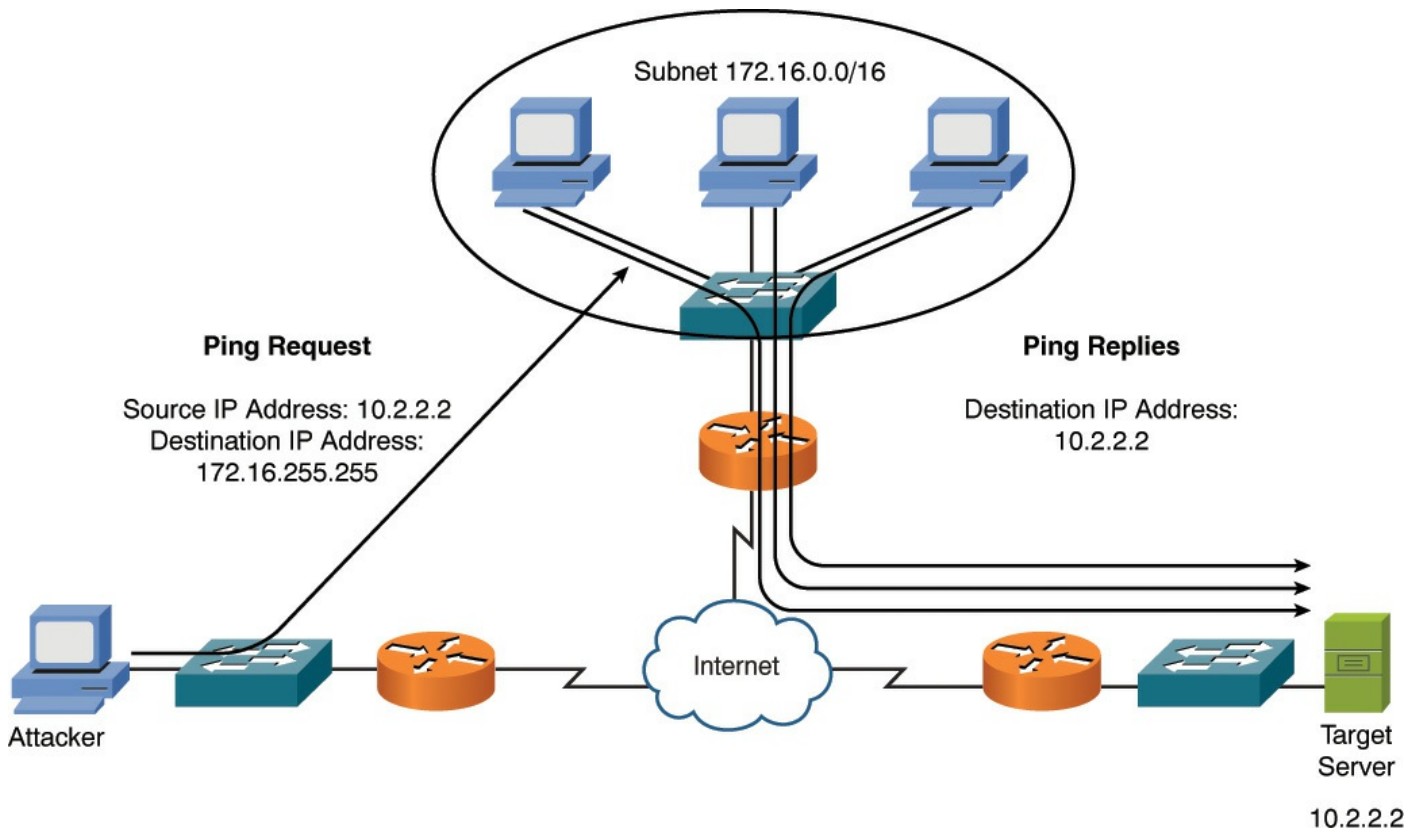 Subnet 172.16.0.0/16
Ping Request
Source IP Address: 10.2.2.2
Destination IP Address:
172.16.255.255
Ping Replies
Destination IP Address:
10.2.2.2
Internet
Attacker
Target
Server
10.2.2.2